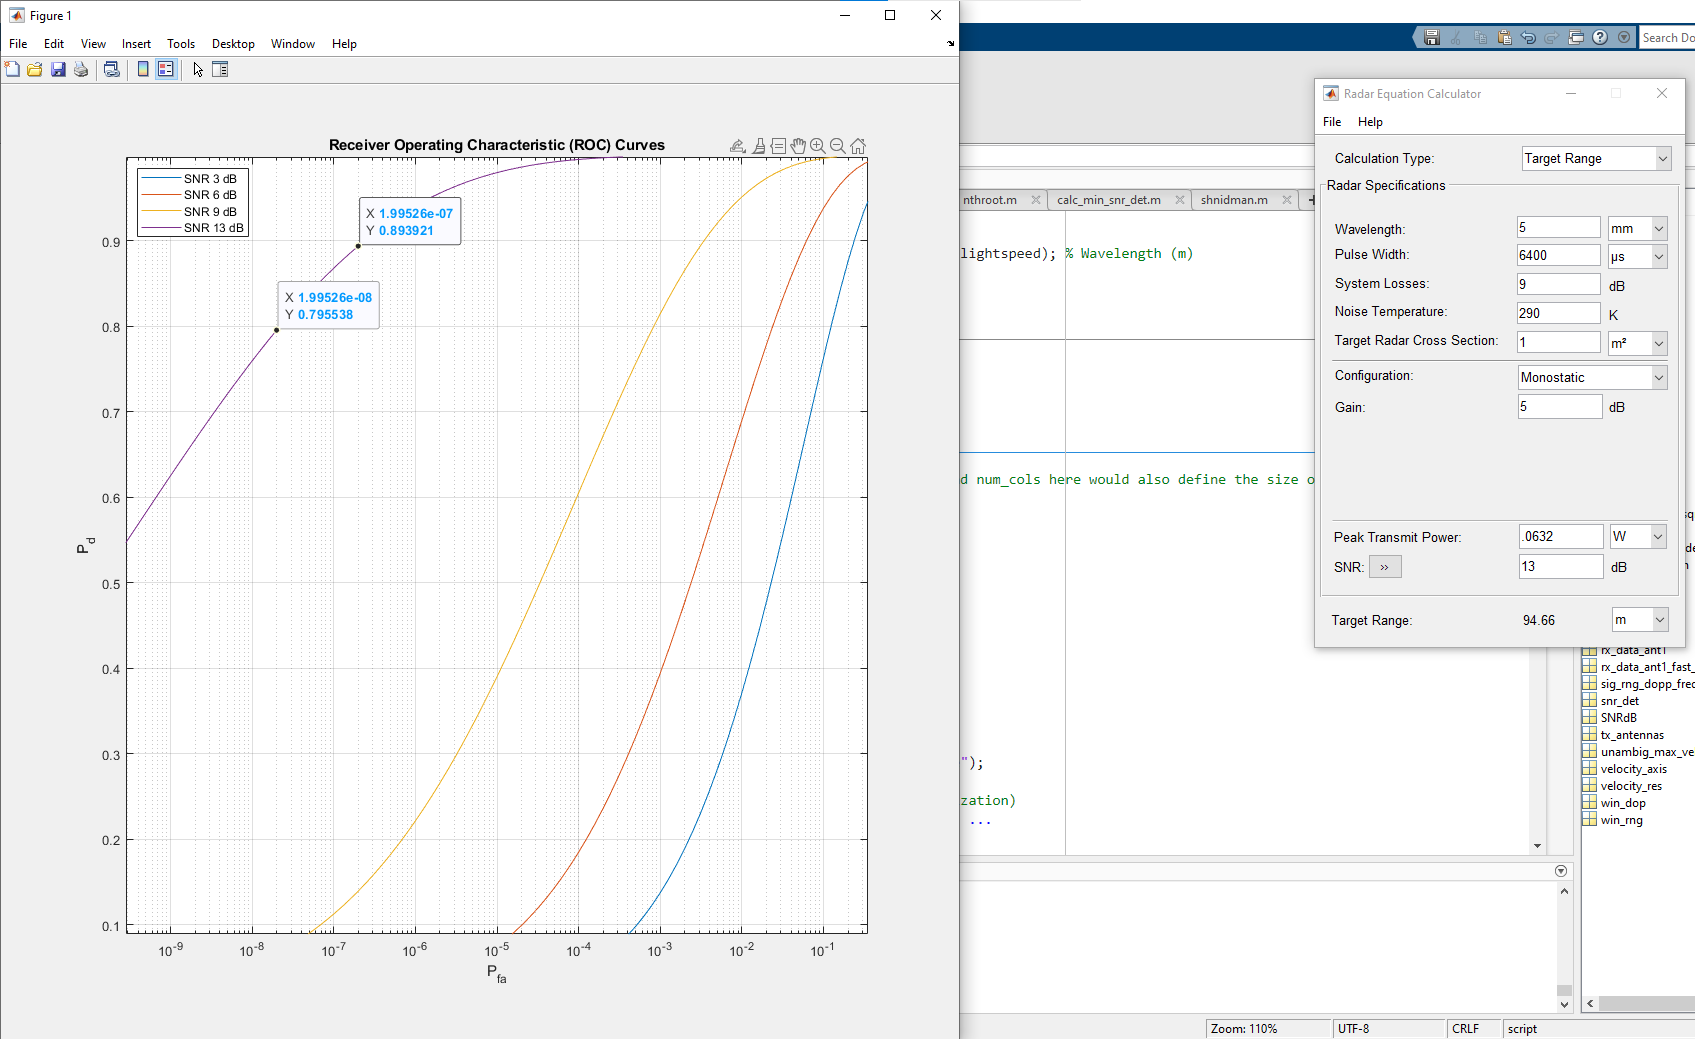 Figure 1
File Edit View Insert Tools Desktop Window Help
Receiver Operating Characteristic (ROC) Curves
SNR 3 dB
SNR 6 dB
SNR 9 dB
SNR 13 dB
X 1.99526e-07
Y 0.893921
X 1.99526e-08
Y 0.795538
0.9
0.8
0.7
0.6
0.5
0.4
0.3
0.2
0.1
Pd
10-9 10-8 10-7 10-6 10-5 10-4 10-3 10-2 10-1
Pfa
Search Do
nthroot.m calc_min_snr_det.m shnidman.m
lightspeed); % Wavelength (m)
d num_cols here would also define the size o
");
zation)
...
Radar Equation Calculator
File Help
Calculation Type: Target Range
Radar Specifications
Wavelength: 5 mm
Pulse Width: 6400 µs
System Losses: 9 dB
Noise Temperature: 290 K
Target Radar Cross Section: 1 m²
Configuration: Monostatic
Gain: 5 dB
Peak Transmit Power: .0632 W
SNR: >> 13 dB
Target Range: 94.66 m
rx_data_ant1
rx_data_ant1_fast_
sig_rng_dopp_freq
snr_det
SNRdB
tx_antennas
unambig_max_ve
velocity_axis
velocity_res
win_dop
win_rng
Zoom: 110% UTF-8 CRLF script